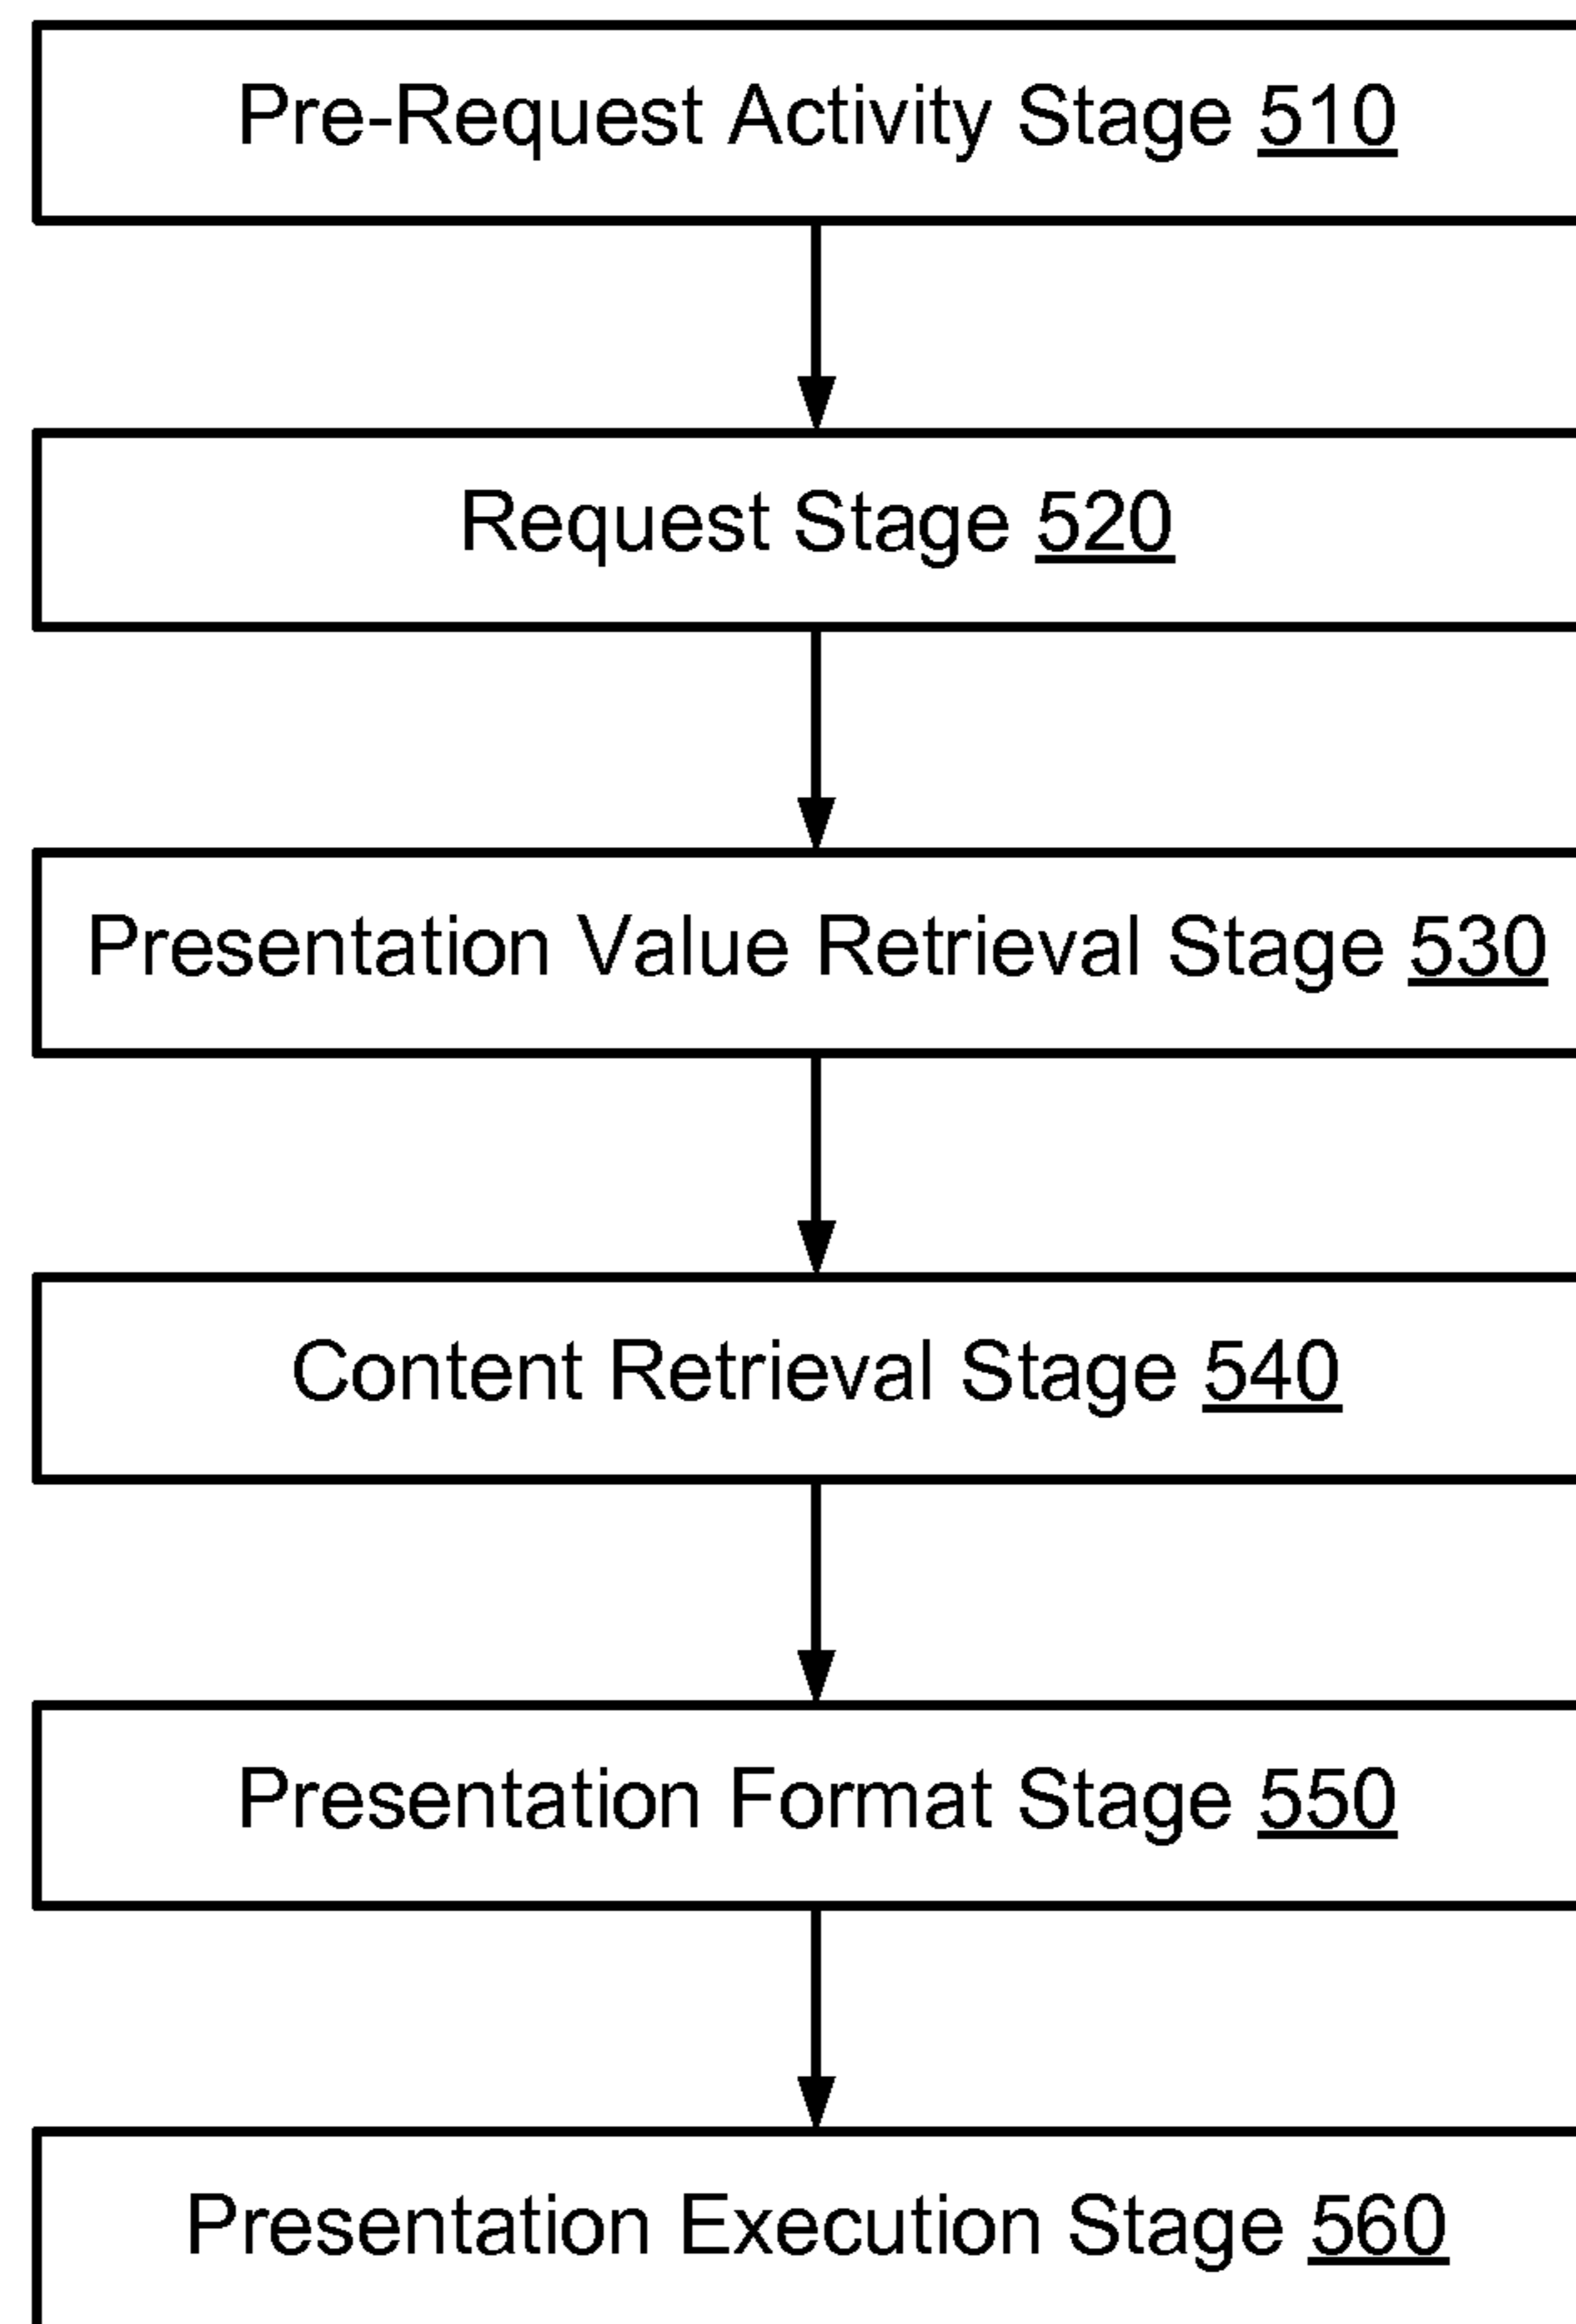 Pre-Request Activity Stage 510
Request Stage 520
Presentation Value Retrieval Stage 530
Content Retrieval Stage 540
Presentation Format Stage 550
Presentation Execution Stage 560